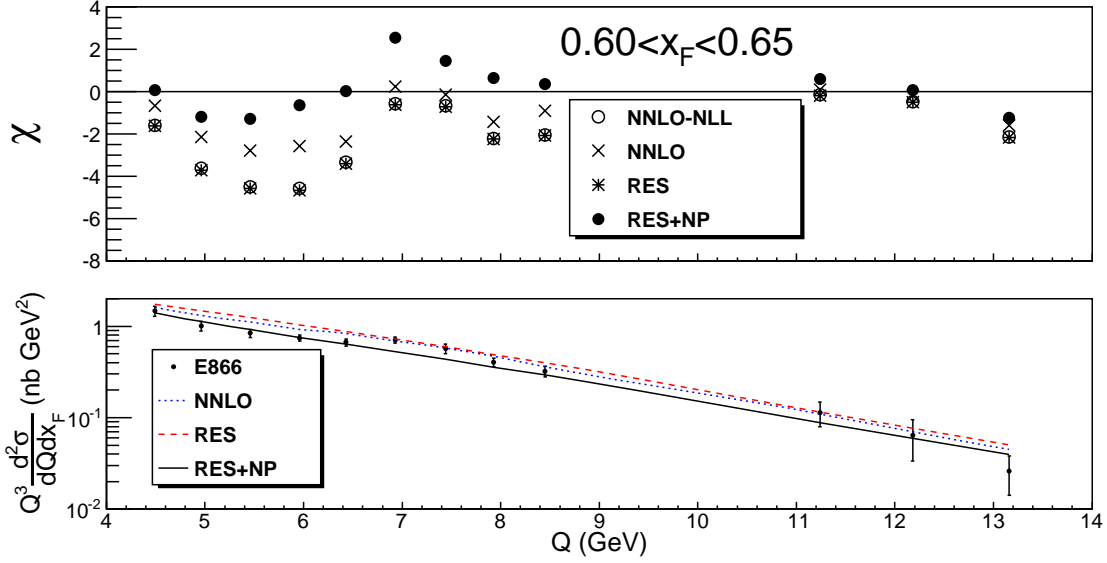 4
2
0
-2
-4
-6
-8
χ
0.60<x_F<0.65
NNLO-NLL
NNLO
RES
RES+NP
1
10^-1
10^-2
Q^3 d^2σ/dQdx_F (nb GeV^2)
E866
NNLO
RES
RES+NP
4 5 6 7 8 9 10 11 12 13 14
Q (GeV)